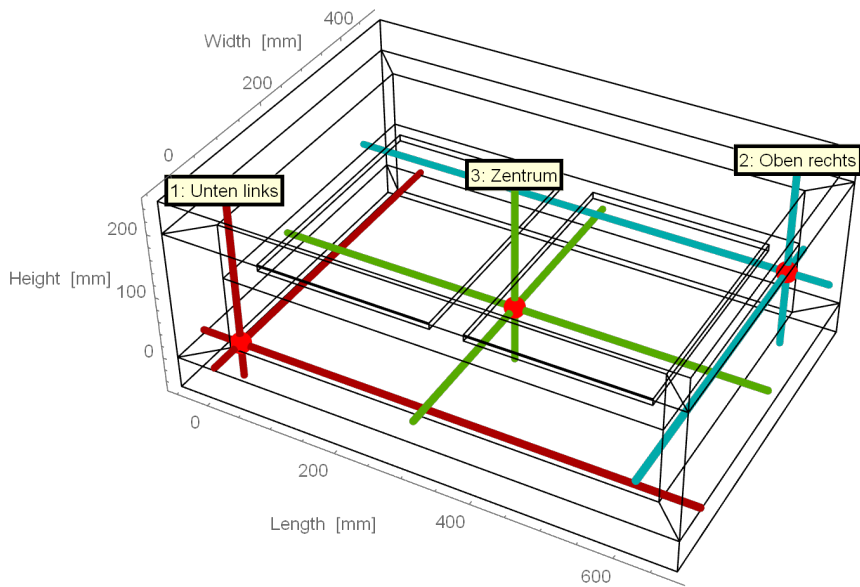 400
Width [mm]
200
0
2: Oben rechts
3: Zentrum
1: Unten links
200
Height [mm]
100
0
0
200
Length [mm]
400
600